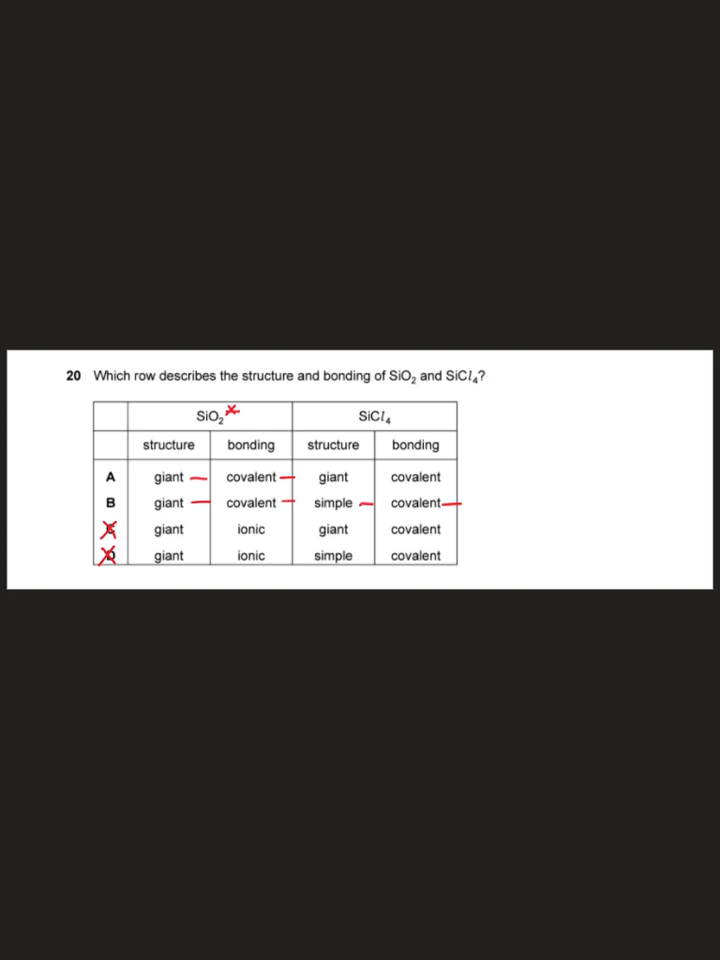 20 Which row describes the structure and bonding of SiO₂ and SiCl₄?
SiO₂ SiCl₄
structure bonding structure bonding
A giant covalent giant covalent
B giant covalent simple covalent
C giant ionic giant covalent
D giant ionic simple covalent